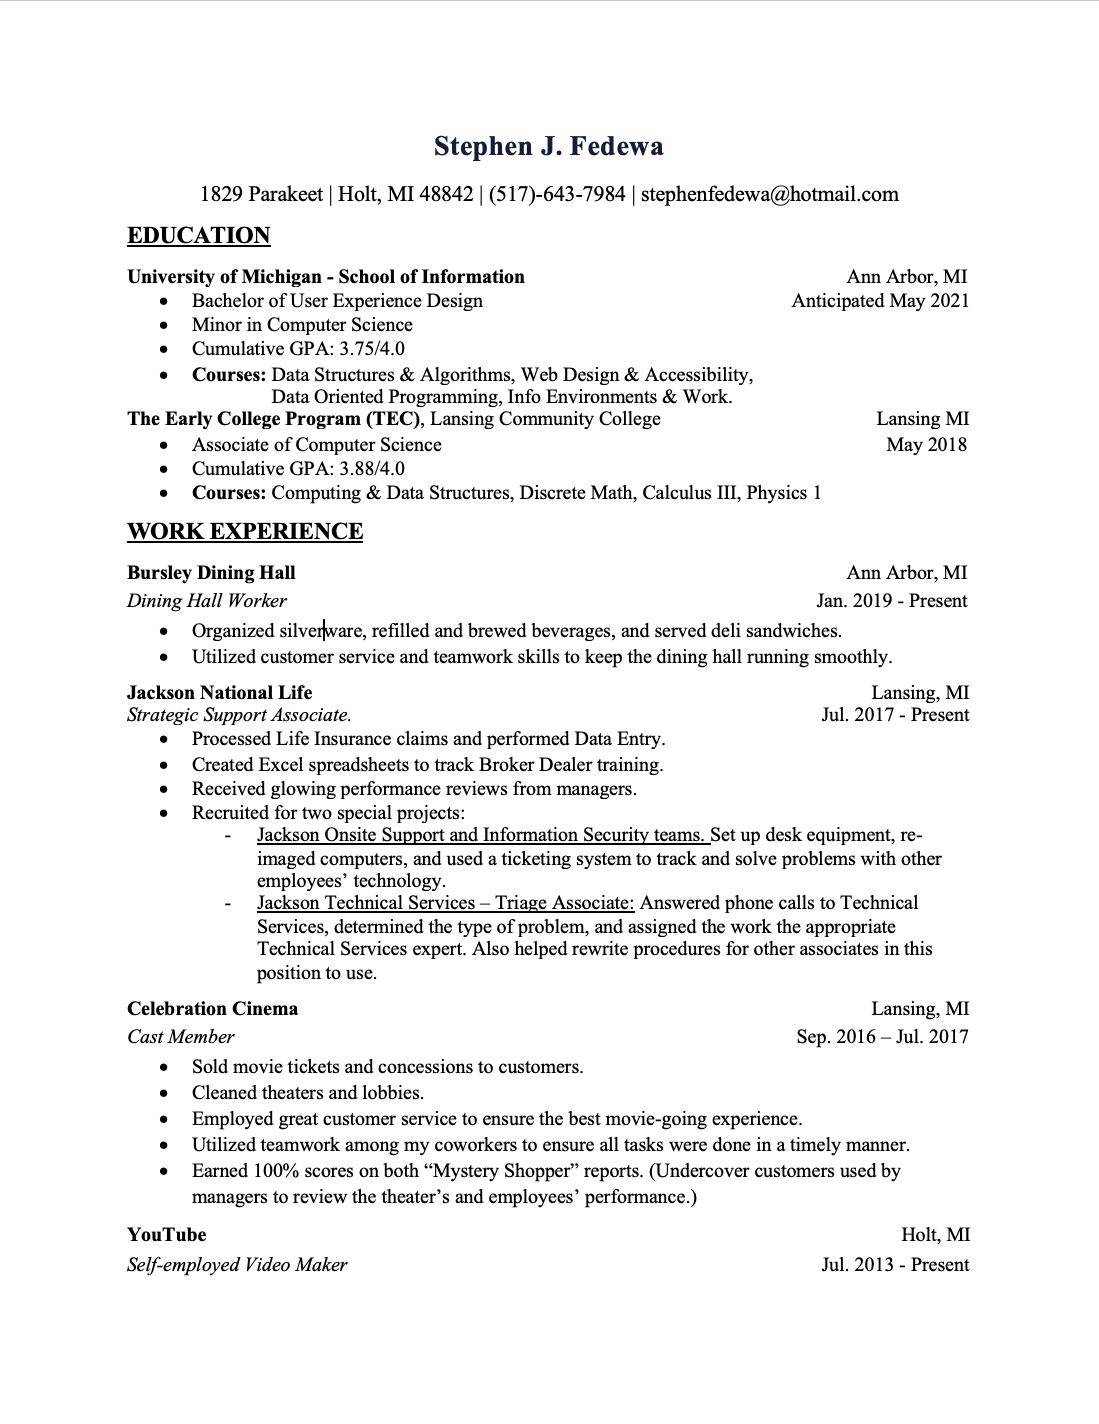 Stephen J. Fedewa
1829 Parakeet | Holt, MI 48842 | (517)-643-7984 | stephenfedewa@hotmail.com
EDUCATION
University of Michigan - School of Information Ann Arbor, MI
• Bachelor of User Experience Design Anticipated May 2021
• Minor in Computer Science
• Cumulative GPA: 3.75/4.0
• Courses: Data Structures & Algorithms, Web Design & Accessibility,
Data Oriented Programming, Info Environments & Work.
The Early College Program (TEC), Lansing Community College Lansing MI
• Associate of Computer Science May 2018
• Cumulative GPA: 3.88/4.0
• Courses: Computing & Data Structures, Discrete Math, Calculus III, Physics 1
WORK EXPERIENCE
Bursley Dining Hall Ann Arbor, MI
Dining Hall Worker Jan. 2019 - Present
• Organized silverware, refilled and brewed beverages, and served deli sandwiches.
• Utilized customer service and teamwork skills to keep the dining hall running smoothly.
Jackson National Life Lansing, MI
Strategic Support Associate. Jul. 2017 - Present
• Processed Life Insurance claims and performed Data Entry.
• Created Excel spreadsheets to track Broker Dealer training.
• Received glowing performance reviews from managers.
• Recruited for two special projects:
- Jackson Onsite Support and Information Security teams. Set up desk equipment, re-
imaged computers, and used a ticketing system to track and solve problems with other
employees’ technology.
- Jackson Technical Services – Triage Associate: Answered phone calls to Technical
Services, determined the type of problem, and assigned the work the appropriate
Technical Services expert. Also helped rewrite procedures for other associates in this
position to use.
Celebration Cinema Lansing, MI
Cast Member Sep. 2016 – Jul. 2017
• Sold movie tickets and concessions to customers.
• Cleaned theaters and lobbies.
• Employed great customer service to ensure the best movie-going experience.
• Utilized teamwork among my coworkers to ensure all tasks were done in a timely manner.
• Earned 100% scores on both “Mystery Shopper” reports. (Undercover customers used by
managers to review the theater’s and employees’ performance.)
YouTube Holt, MI
Self-employed Video Maker Jul. 2013 - Present